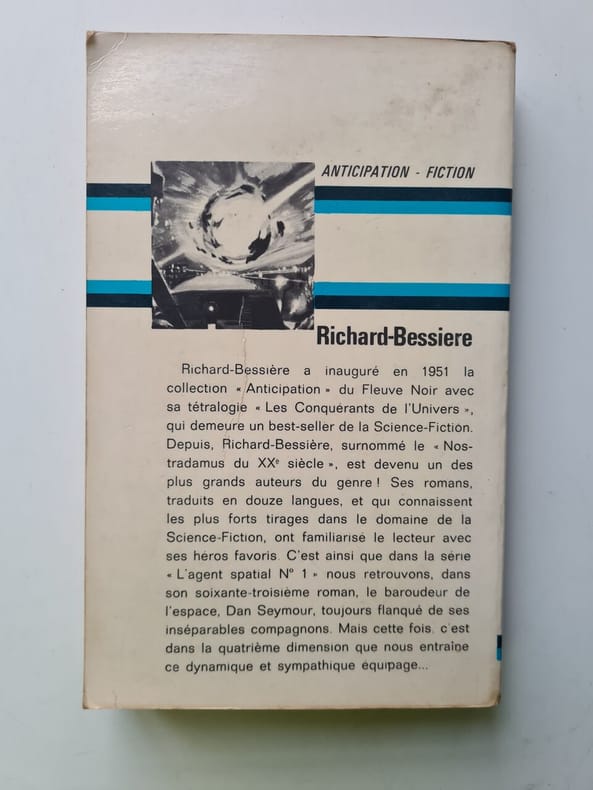 ANTICIPATION - FICTION
Richard-Bessiere
Richard-Bessière a inauguré en 1951 la
collection « Anticipation » du Fleuve Noir avec
sa tétralogie « Les Conquérants de l'Univers »,
qui demeure un best-seller de la Science-Fiction.
Depuis, Richard-Bessière, surnommé le « Nos-
tradamus du XXe siècle », est devenu un des
plus grands auteurs du genre ! Ses romans,
traduits en douze langues, et qui connaissent
les plus forts tirages dans le domaine de la
Science-Fiction, ont familiarisé le lecteur avec
ses héros favoris. C'est ainsi que dans la série
« L'agent spatial N° 1 » nous retrouvons, dans
son soixante-troisième roman, le baroudeur de
l'espace, Dan Seymour, toujours flanqué de ses
inséparables compagnons. Mais cette fois, c'est
dans la quatrième dimension que nous entraîne
ce dynamique et sympathique équipage...